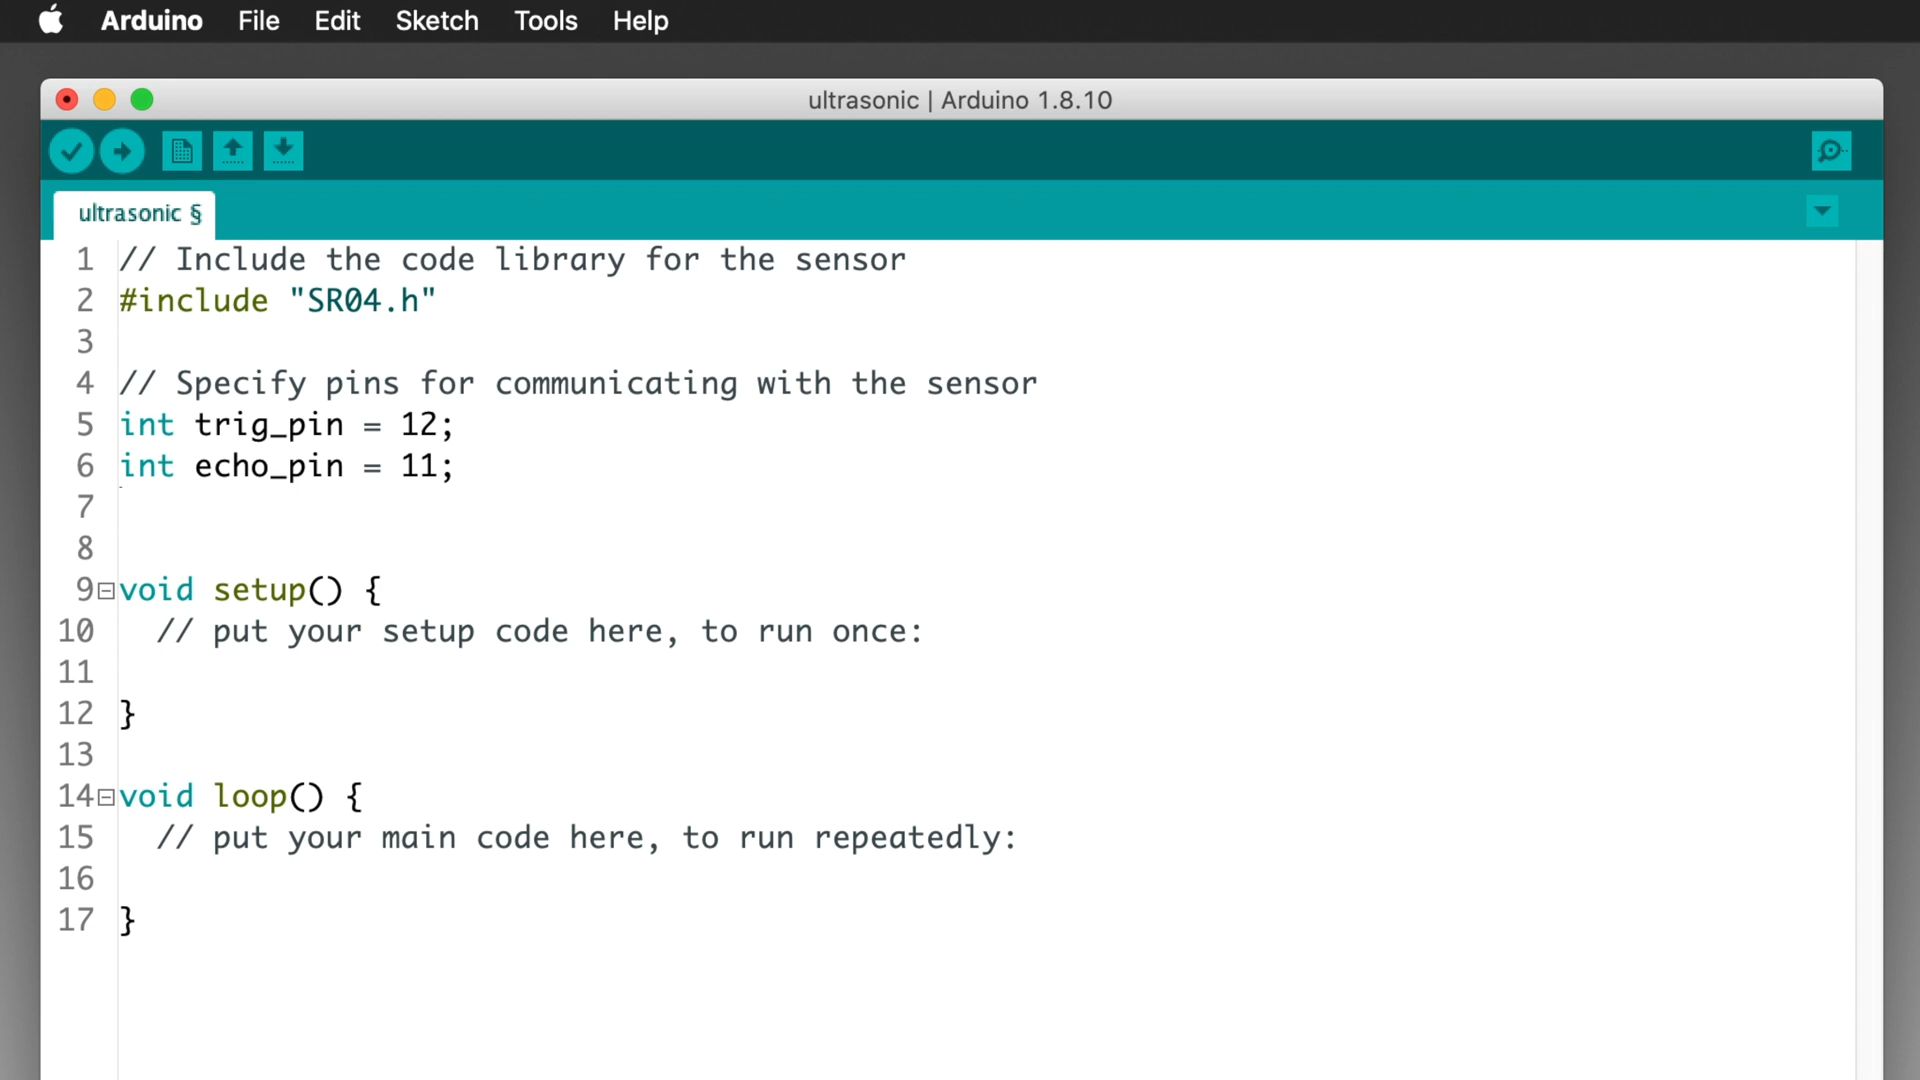 Arduino File Edit Sketch Tools Help
ultrasonic | Arduino 1.8.10
ultrasonic §
1 // Include the code library for the sensor
2 #include "SR04.h"
3
4 // Specify pins for communicating with the sensor
5 int trig_pin = 12;
6 int echo_pin = 11;
7
8
9 void setup() {
10   // put your setup code here, to run once:
11
12 }
13
14 void loop() {
15   // put your main code here, to run repeatedly:
16
17 }